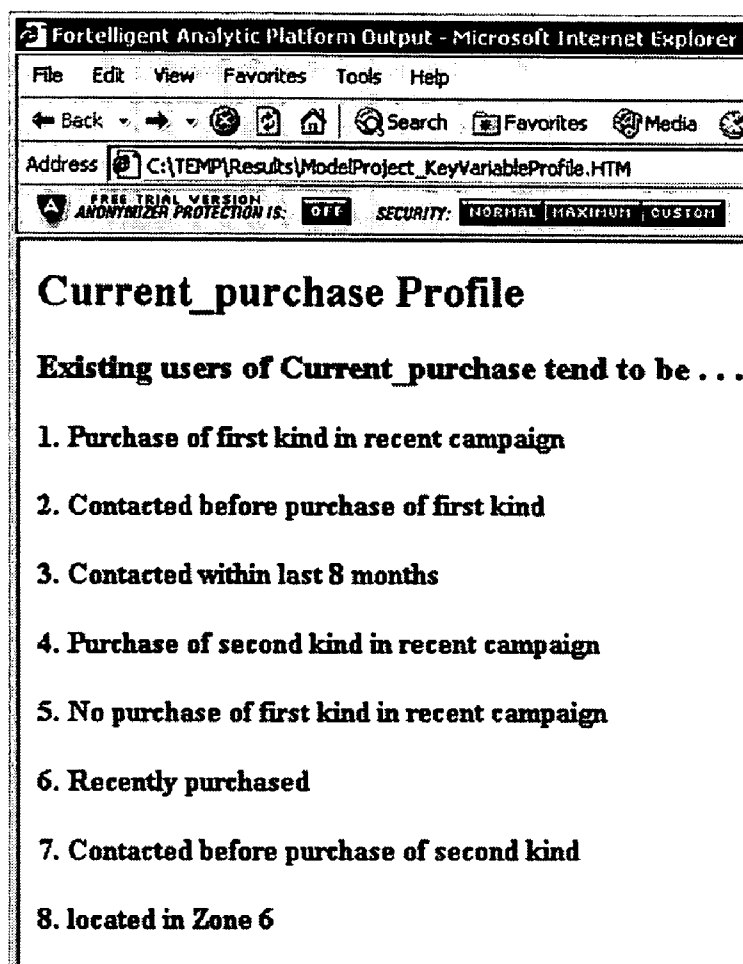 Fortelligent Analytic Platform Output - Microsoft Internet Explorer
File Edit View Favorites Tools Help
Back Search Favorites Media
Address C:\TEMP\Results\ModelProject_KeyVariableProfile.HTM
FREE TRIAL VERSION
ANONYMIZER PROTECTION IS: OFF SECURITY: NORMAL MAXIMUM CUSTOM
Current_purchase Profile
Existing users of Current_purchase tend to be . . .
1. Purchase of first kind in recent campaign
2. Contacted before purchase of first kind
3. Contacted within last 8 months
4. Purchase of second kind in recent campaign
5. No purchase of first kind in recent campaign
6. Recently purchased
7. Contacted before purchase of second kind
8. located in Zone 6